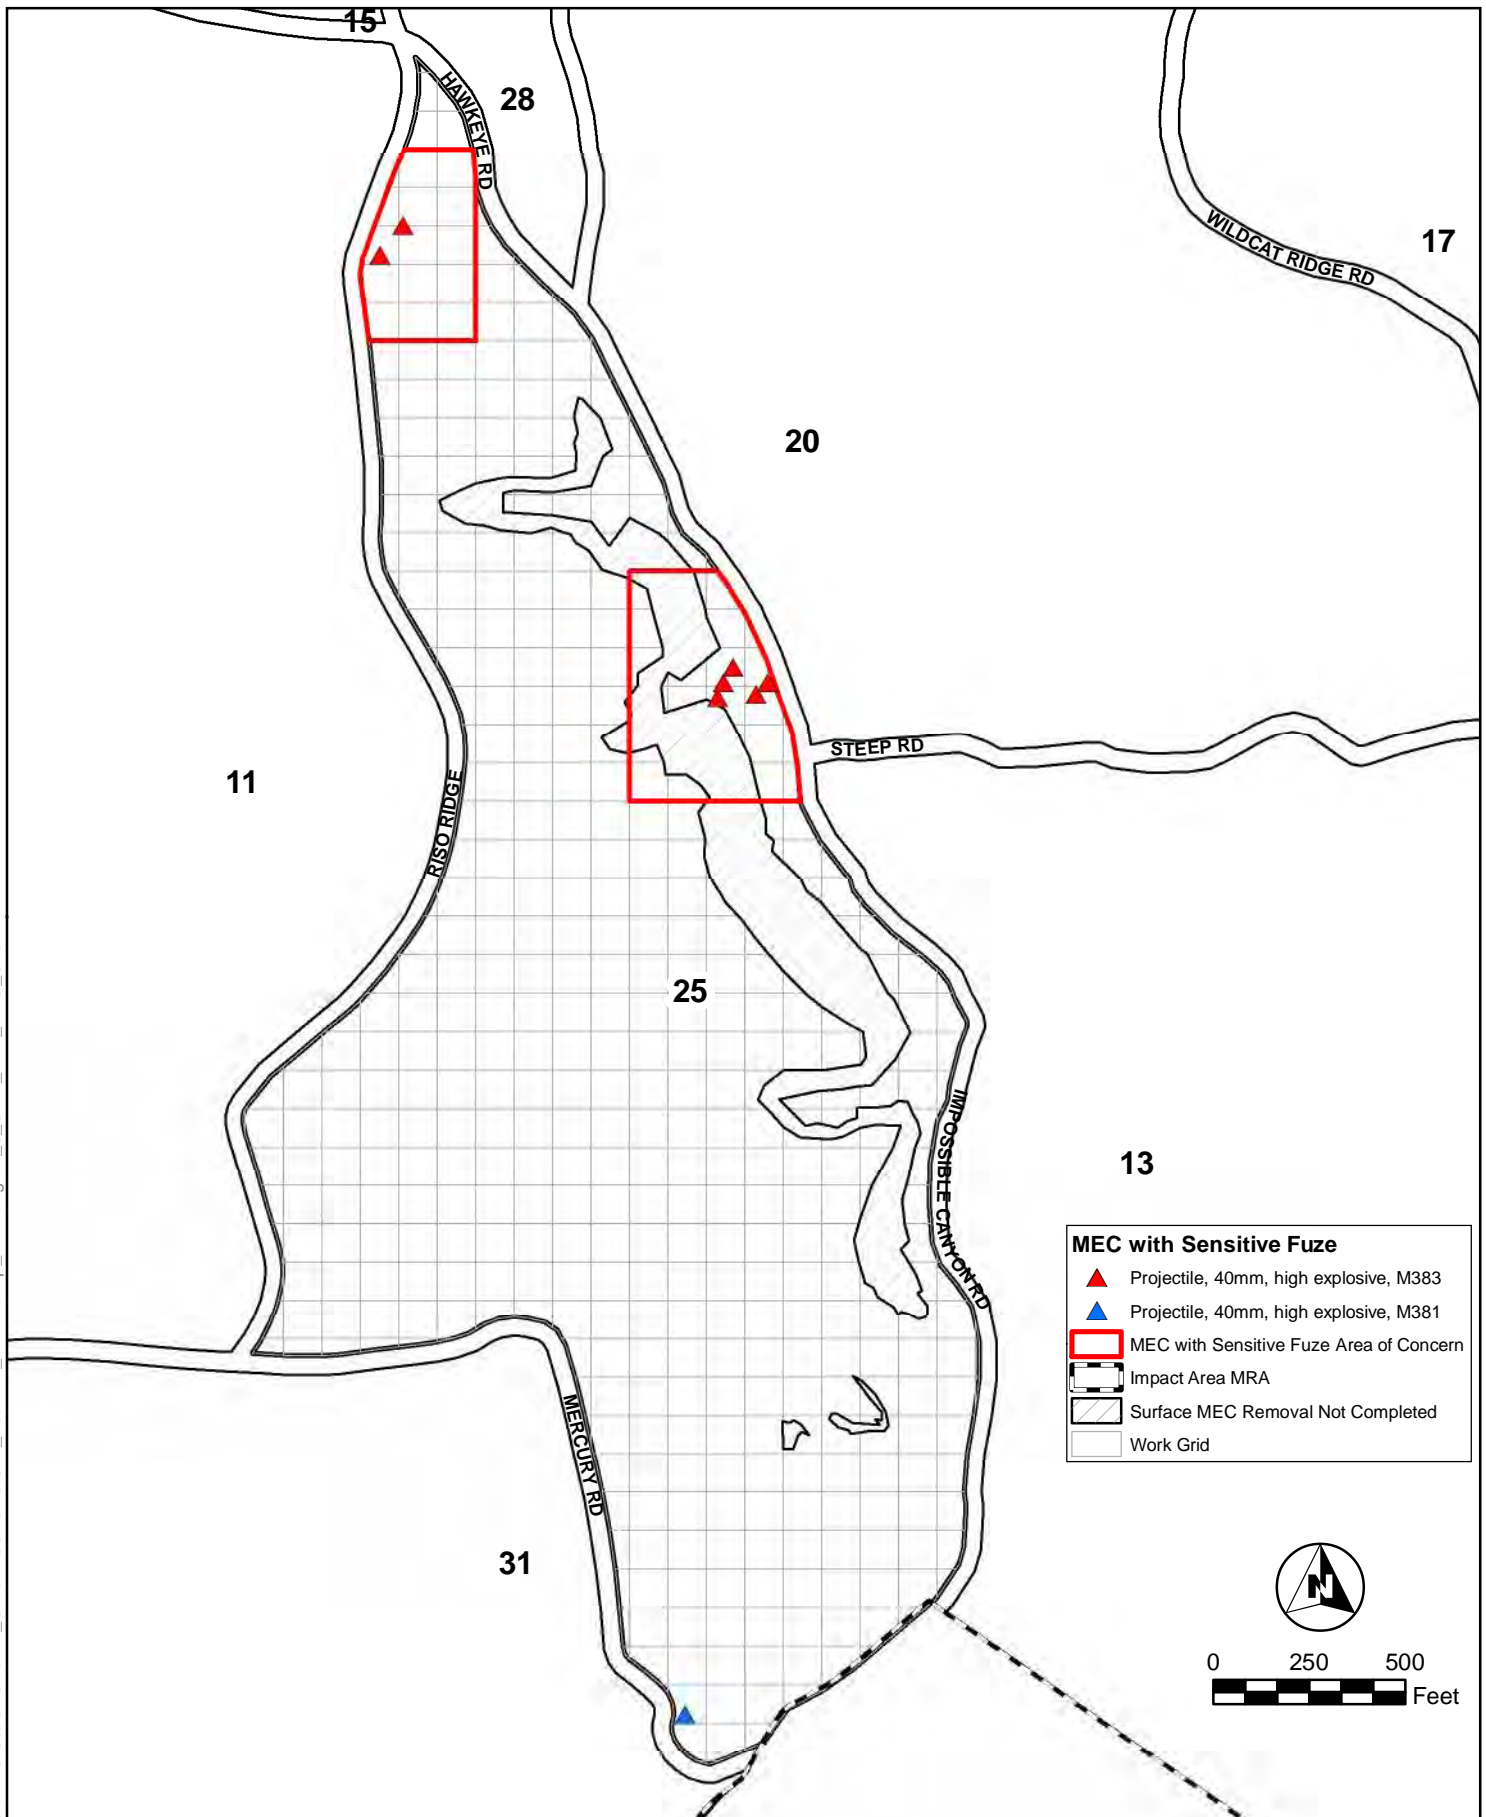 15
HAWKEYE RD
28
WILDCAT RIDGE RD
17
20
STEEP RD
11
RISO RIDGE
25
IMPOSSIBLE CANYON RD
13
MEC with Sensitive Fuze
Projectile, 40mm, high explosive, M383
Projectile, 40mm, high explosive, M381
MEC with Sensitive Fuze Area of Concern
Impact Area MRA
Surface MEC Removal Not Completed
Work Grid
MERCURY RD
31
N
0 250 500
Feet